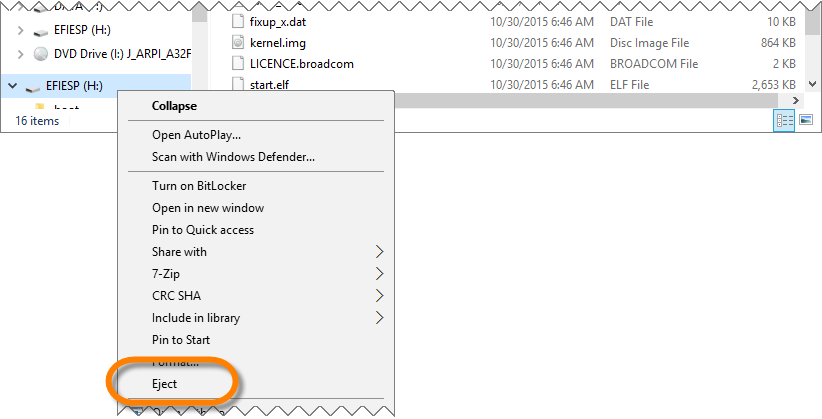 fixup_x.dat 10/30/2015 6:46 AM DAT File 10 KB
EFIESP (H:) kernel.img 10/30/2015 6:46 AM Disc Image File 864 KB
DVD Drive (I:) J_ARPI_A32F LICENCE.broadcom 10/30/2015 6:46 AM BROADCOM File 2 KB
EFIESP (H:) start.elf 10/30/2015 6:46 AM ELF File 2,653 KB
16 items
Collapse
Open AutoPlay...
Scan with Windows Defender...
Turn on BitLocker
Open in new window
Pin to Quick access
Share with
7-Zip
CRC SHA
Include in library
Pin to Start
Format...
Eject